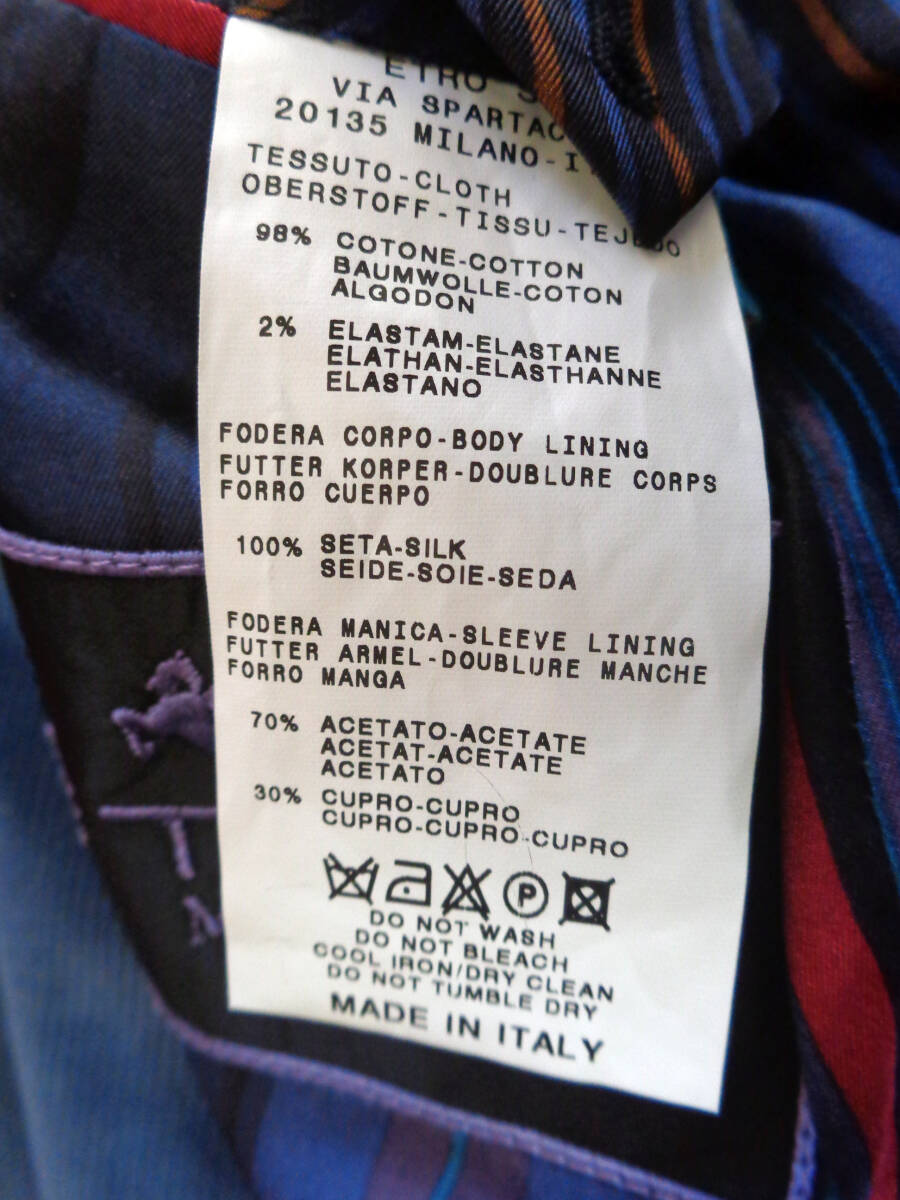 ETRO
VIA
20135 MILANO-
TESSUTO-CLOTH
OBERSTOFF-TISSU-TEJ
98% COTONE-COTTON
BAUMWOLLE-COTON
ALGODON
2% ELASTAM-ELASTANE
ELATHAN-ELASTHANNE
ELASTANO
FODERA CORPO-BODY LINING
FUTTER KORPER-DOUBLURE CORPS
FORRO CUERPO
100% SETA-SILK
SEIDE-SOIE-SEDA
FODERA MANICA-SLEEVE LINING
FUTTER ARMEL-DOUBLURE MANCHE
FORRO MANGA
70% ACETATO-ACETATE
ACETAT-ACETATE
ACETATO
30% CUPRO-CUPRO
CUPRO-CUPRO-CUPRO
P
DO NOT WASH
DO NOT BLEACH
COOL IRON/DRY CLEAN
DO NOT TUMBLE DRY
MADE IN ITALY